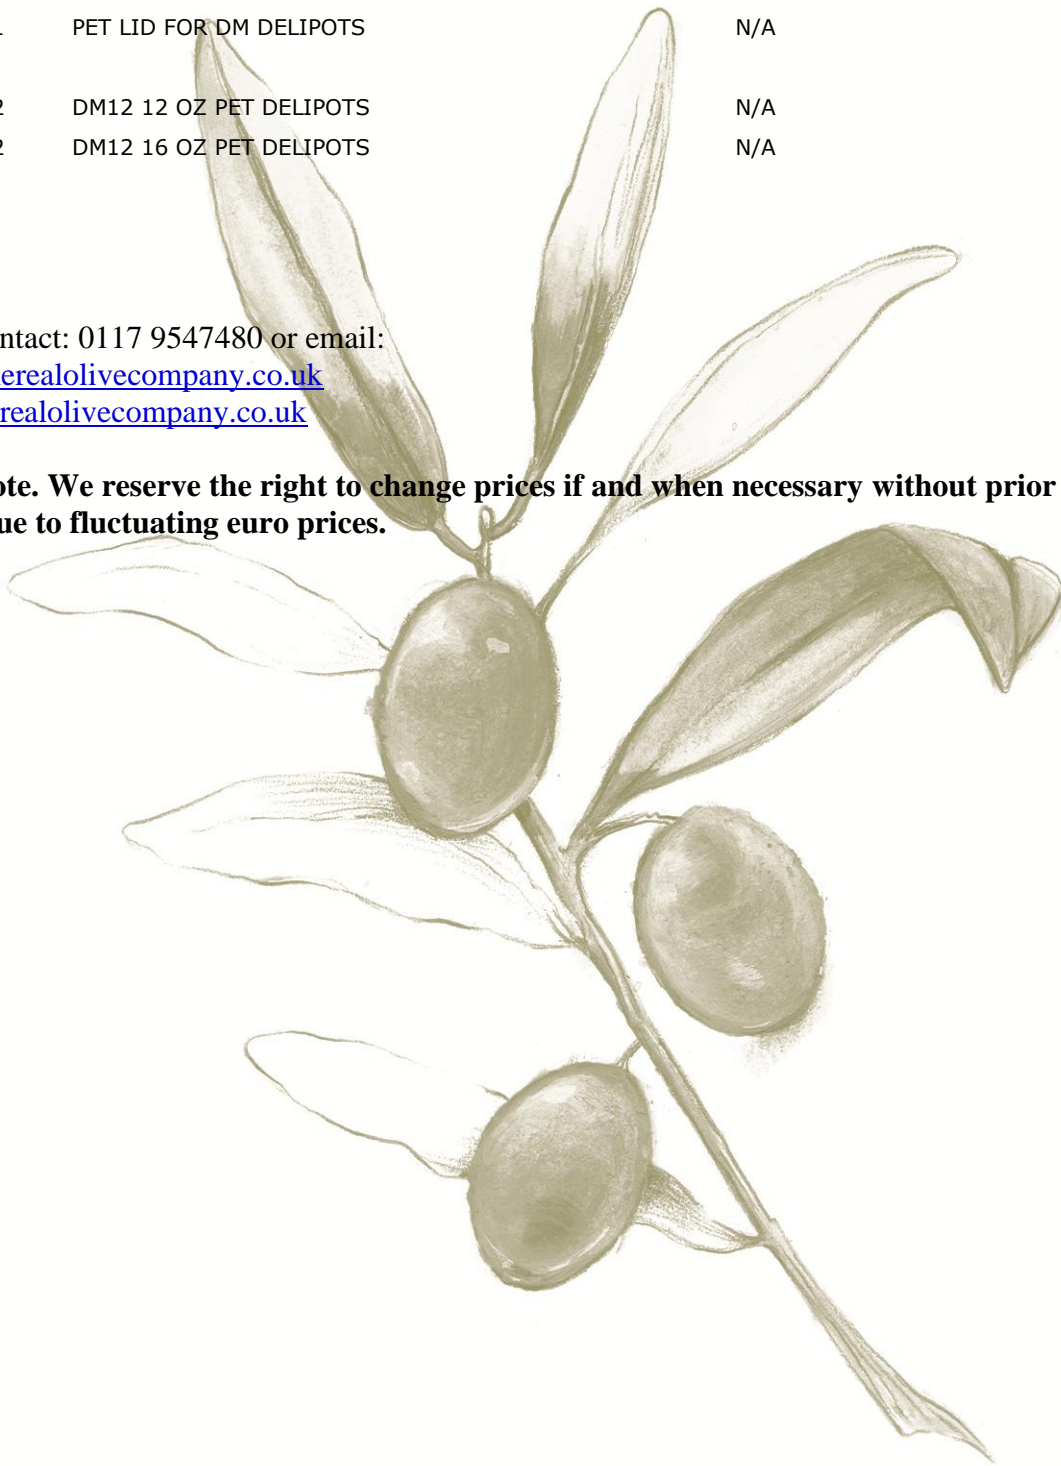 PET LID FOR DM DELIPOTS N/A
2 DM12 12 OZ PET DELIPOTS N/A
2 DM12 16 OZ PET DELIPOTS N/A
ntact: 0117 9547480 or email:
erealolivecompany.co.uk
realolivecompany.co.uk
ote. We reserve the right to change prices if and when necessary without prior
ue to fluctuating euro prices.